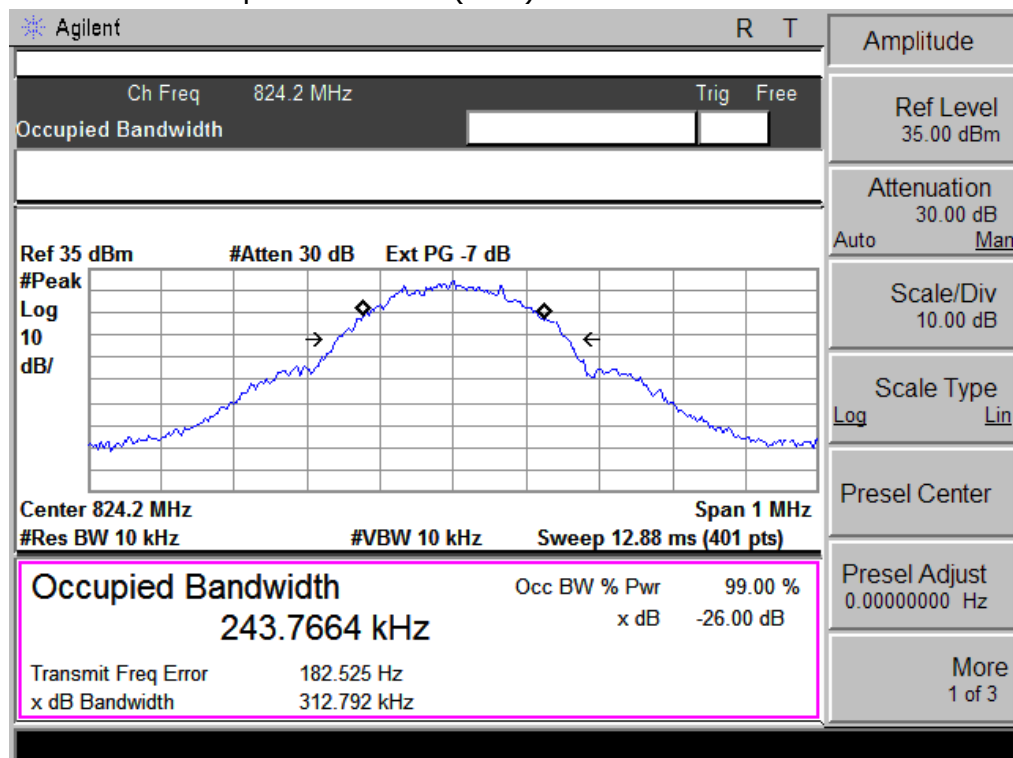 Agilent R T
Ch Freq 824.2 MHz Trig Free
Occupied Bandwidth
Ref 35 dBm #Atten 30 dB Ext PG -7 dB
#Peak
Log
10
dB/
Center 824.2 MHz Span 1 MHz
#Res BW 10 kHz #VBW 10 kHz Sweep 12.88 ms (401 pts)
Occupied Bandwidth Occ BW % Pwr 99.00 %
243.7664 kHz x dB -26.00 dB
Transmit Freq Error 182.525 Hz
x dB Bandwidth 312.792 kHz
Amplitude
Ref Level
35.00 dBm
Attenuation
30.00 dB
Auto Man
Scale/Div
10.00 dB
Scale Type
Log Lin
Presel Center
Presel Adjust
0.00000000 Hz
More
1 of 3